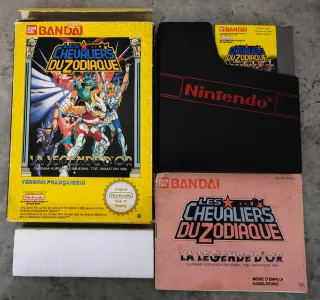 BANDAI
LES
CHEVALIERS
DU ZODIAQUE
LA LEGENDE D'OR
VERSION FRANÇAISE!!!
Original
Nintendo
Seal of Quality
BANDAI
LES
CHEVALIERS
DU ZODIAQUE
Nintendo
BANDAI
LES
CHEVALIERS
DU ZODIAQUE
LA LEGENDE D'OR
MODE D'EMPLOI
HANDLEIDING